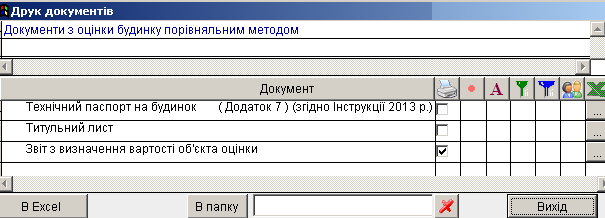 Друк документів
Документи з оцінки будинку порівняльним методом
Документ
A
Технічний паспорт на будинок ( Додаток 7 ) (згідно Інструкції 2013 р.)
...
Титульний лист
...
Звіт з визначення вартості об'єкта оцінки
...
В Excel
В папку
Вихід